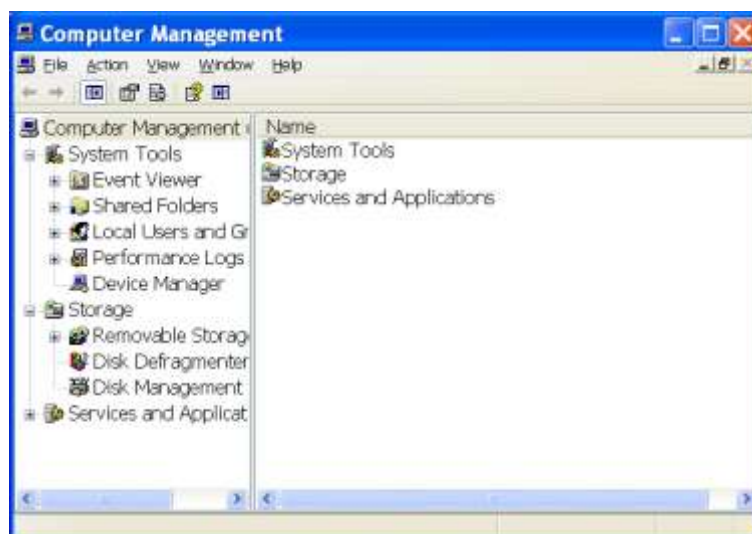 Computer Management
File Action View Window Help
Computer Management (
Name
System Tools
Event Viewer
Shared Folders
Local Users and Gr
Performance Logs
Device Manager
Storage
Removable Storag
Disk Defragmenter
Disk Management
Services and Applicat
System Tools
Storage
Services and Applications